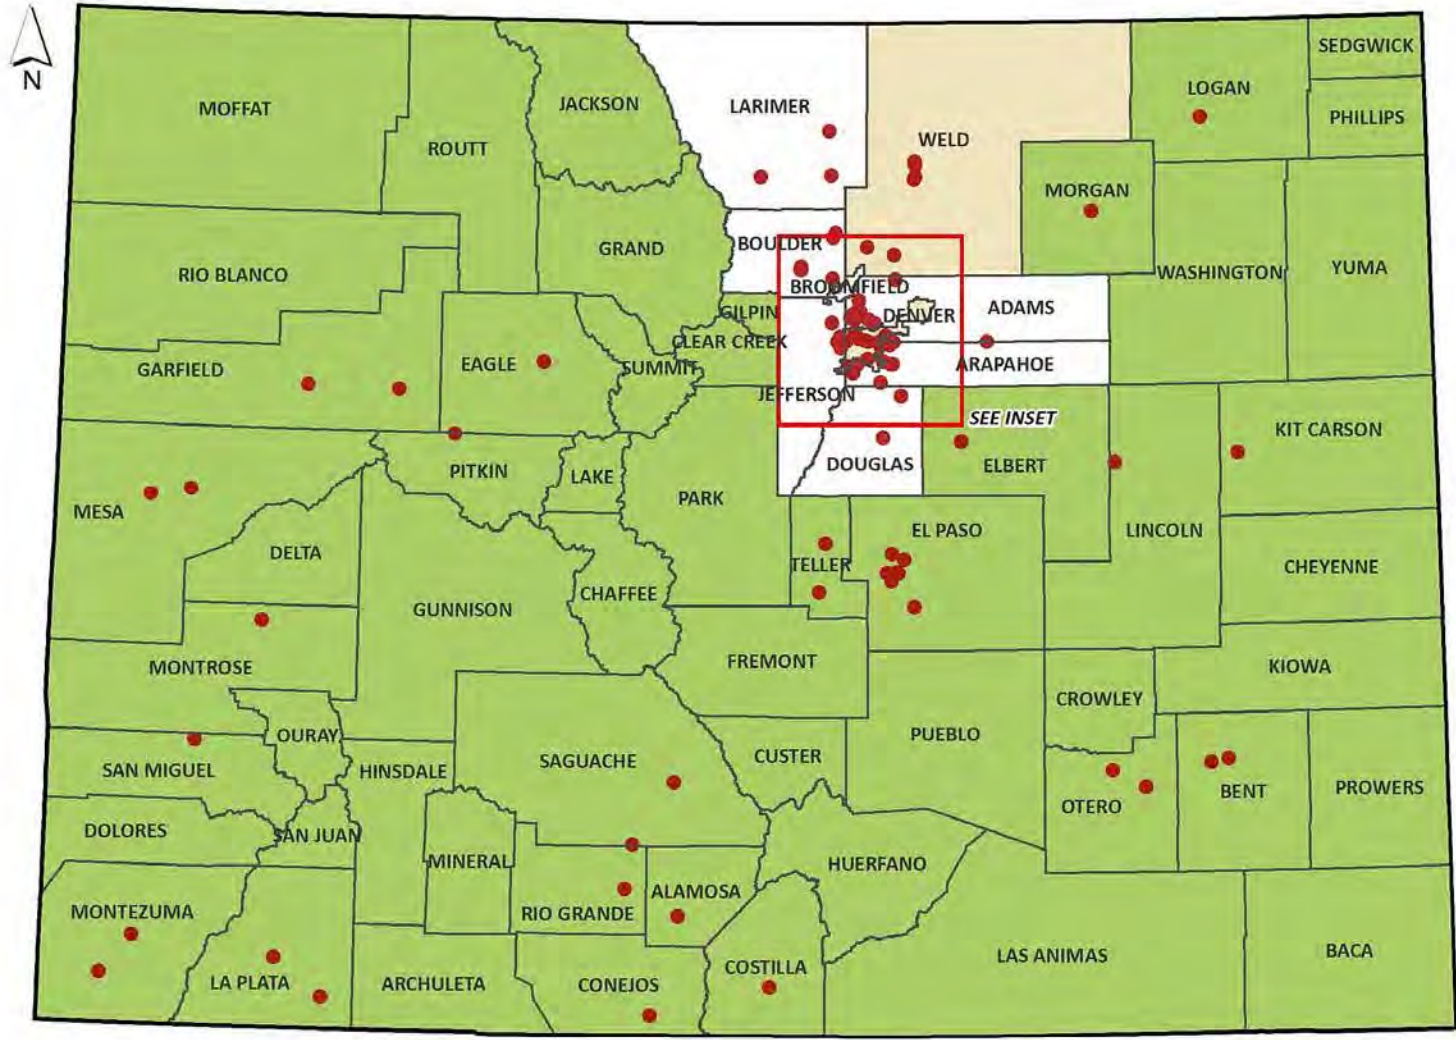 N
MOFFAT
ROUTT
JACKSON
LARIMER
WELD
LOGAN
SEDGWICK
PHILLIPS
MORGAN
RIO BLANCO
GRAND
BOULDER
BROOMFIELD
WASHINGTON
YUMA
GARFIELD
EAGLE
SUMMIT
GILPIN
CLEAR CREEK
DENVER
ADAMS
ARAPAHOE
JEFFERSON
SEE INSET
DOUGLAS
ELBERT
KIT CARSON
MESA
PITKIN
LAKE
PARK
DELTA
TELLER
EL PASO
LINCOLN
CHEYENNE
GUNNISON
CHAFFEE
MONTROSE
FREMONT
KIOWA
CROWLEY
OURAY
SAN MIGUEL
HINSDALE
SAGUACHE
CUSTER
PUEBLO
OTERO
BENT
PROWERS
DOLORES
SAN JUAN
MINERAL
HUERFANO
MONTEZUMA
RIO GRANDE
ALAMOSA
LA PLATA
ARCHULETA
CONEJOS
COSTILLA
LAS ANIMAS
BACA